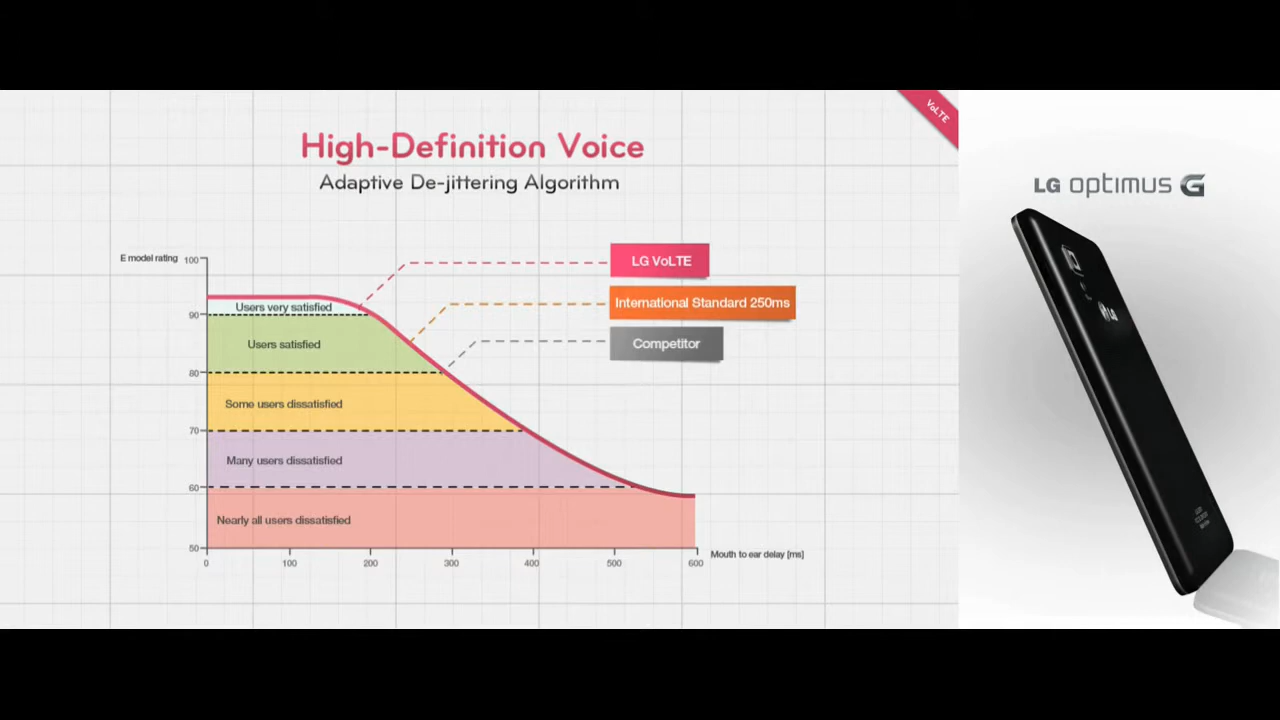 VoLTE
High-Definition Voice
Adaptive De-jittering Algorithm
LG optimus G
E model rating
100
90
80
70
60
50
Users very satisfied
Users satisfied
Some users dissatisfied
Many users dissatisfied
Nearly all users dissatisfied
LG VoLTE
International Standard 250ms
Competitor
0 100 200 300 400 500 600
Mouth to ear delay [ms]
LG